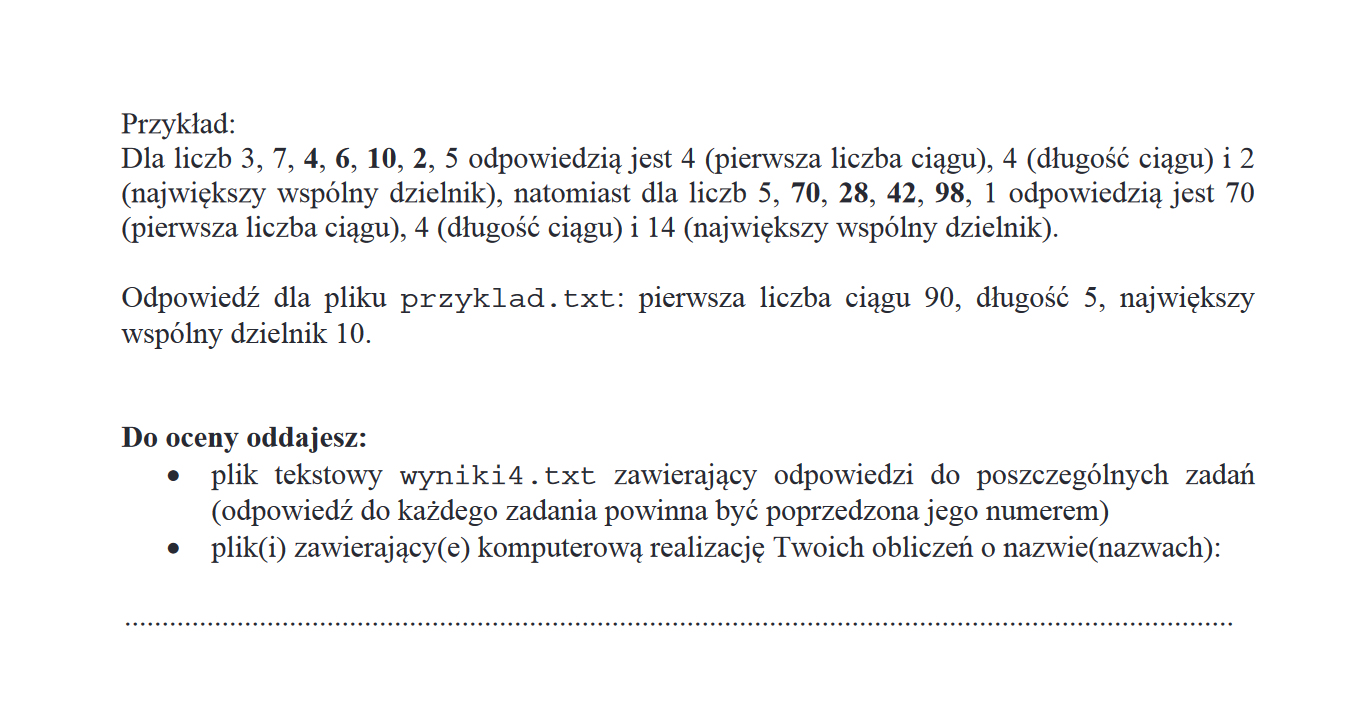 Przykład:
Dla liczb 3, 7, 4, 6, 10, 2, 5 odpowiedzią jest 4 (pierwsza liczba ciągu), 4 (długość ciągu) i 2
(największy wspólny dzielnik), natomiast dla liczb 5, 70, 28, 42, 98, 1 odpowiedzią jest 70
(pierwsza liczba ciągu), 4 (długość ciągu) i 14 (największy wspólny dzielnik).
Odpowiedź dla pliku przyklad.txt: pierwsza liczba ciągu 90, długość 5, największy
wspólny dzielnik 10.
Do oceny oddajesz:
• plik tekstowy wyniki4.txt zawierający odpowiedzi do poszczególnych zadań
(odpowiedź do każdego zadania powinna być poprzedzona jego numerem)
• plik(i) zawierający(e) komputerową realizację Twoich obliczeń o nazwie(nazwach):
........................................................................................................................................................